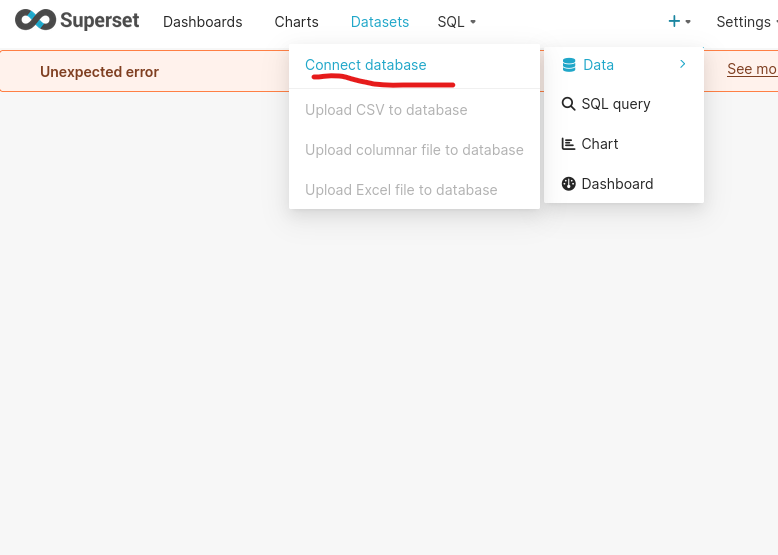 Superset Dashboards Charts Datasets SQL Settings
Unexpected error See mo
Connect database
Upload CSV to database
Upload columnar file to database
Upload Excel file to database
Data
SQL query
Chart
Dashboard